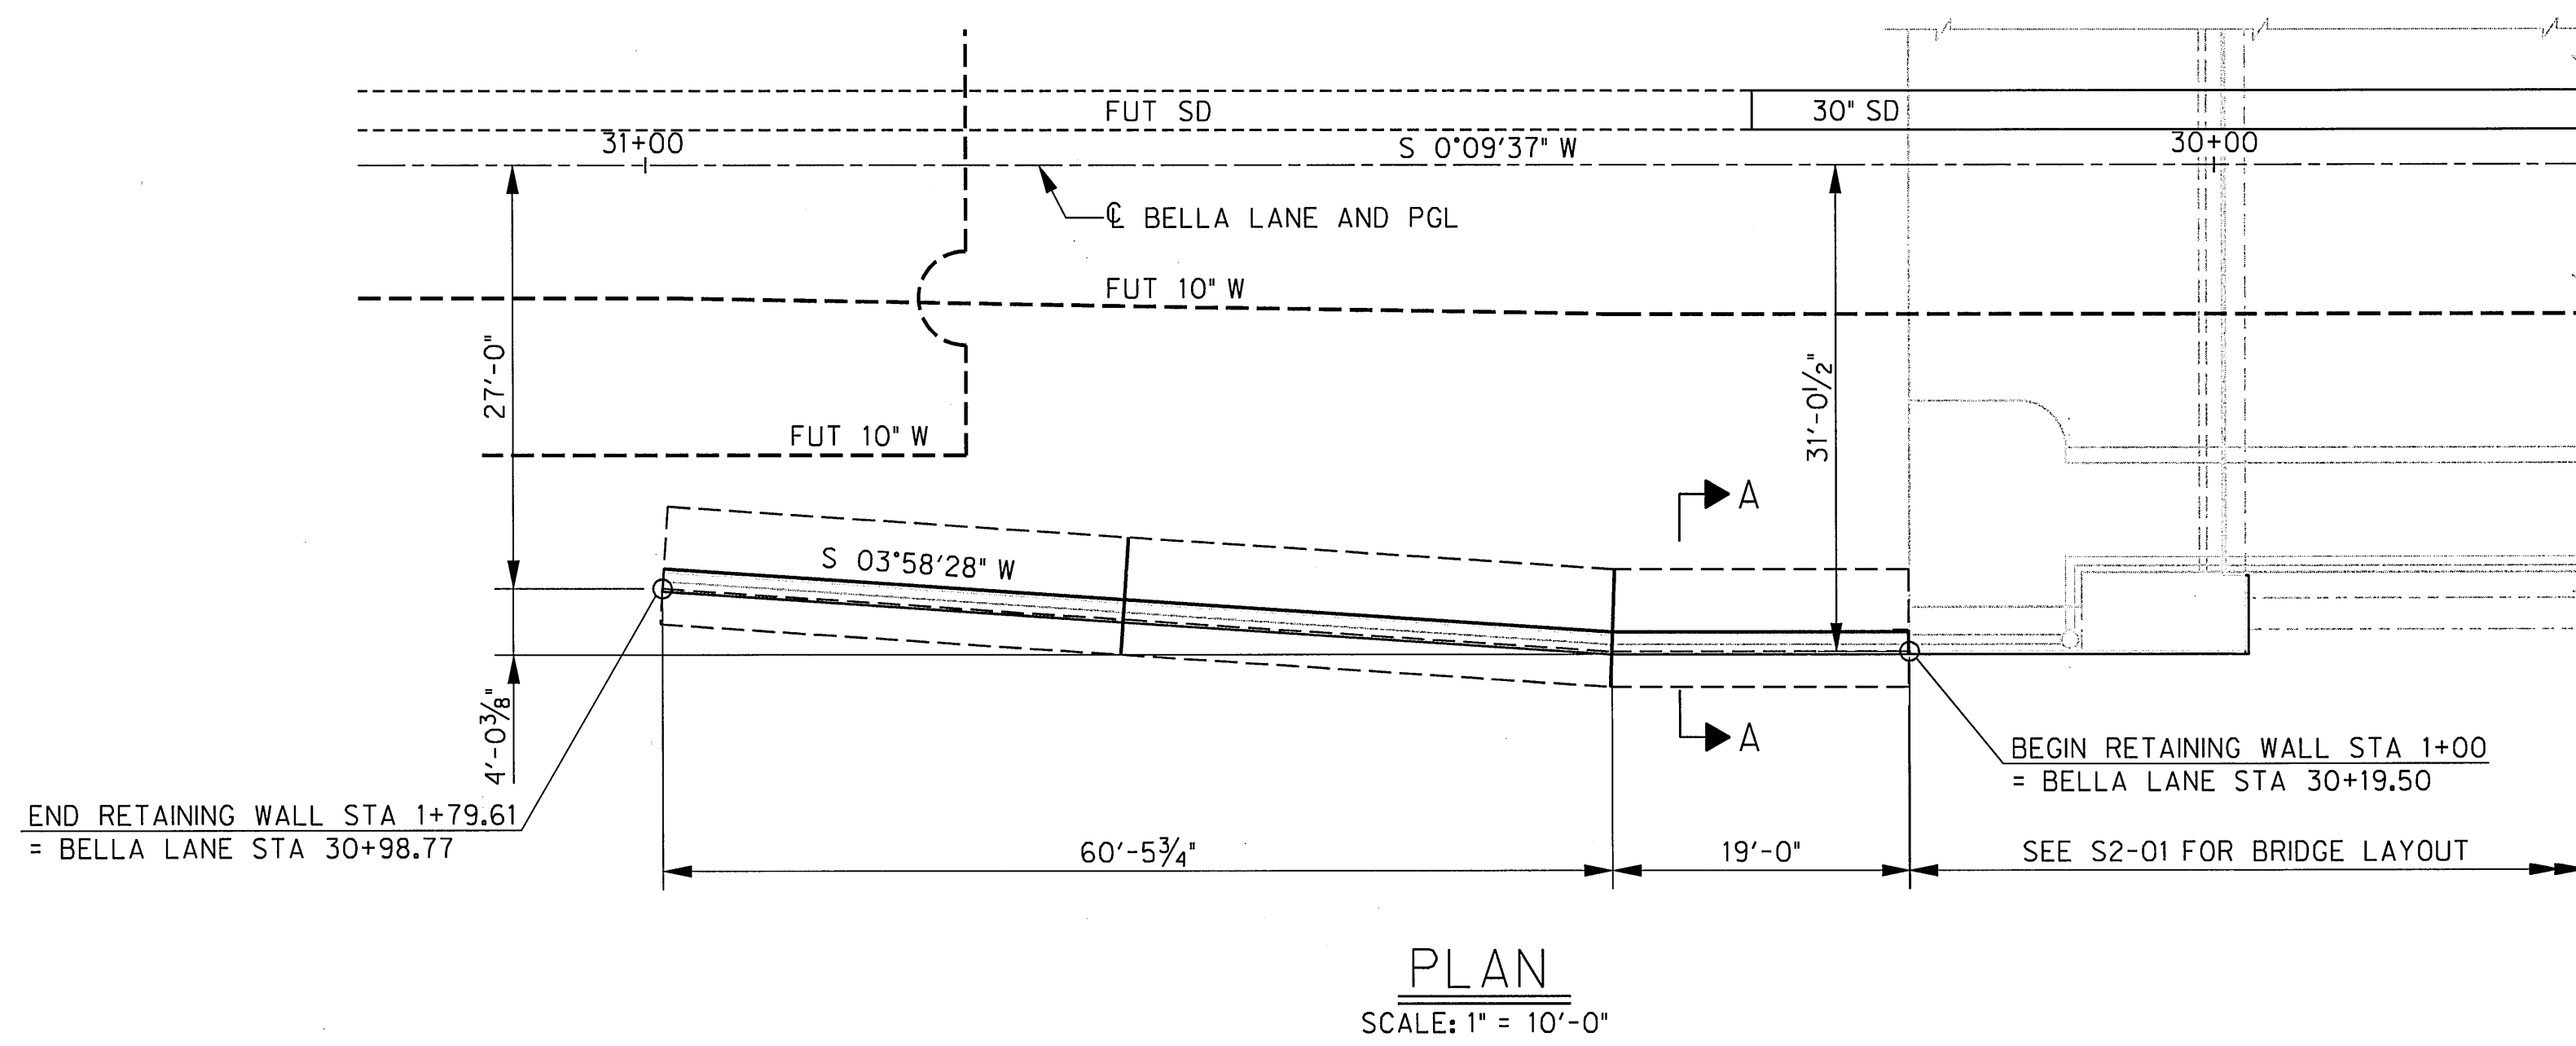 FUT SD
30" SD
31+00
S 0°09'37" W
30+00
℄ BELLA LANE AND PGL
FUT 10" W
27'-0"
31'-0½"
FUT 10" W
A
S 03°58'28" W
4'-0⅜"
A
BEGIN RETAINING WALL STA 1+00
= BELLA LANE STA 30+19.50
END RETAINING WALL STA 1+79.61
= BELLA LANE STA 30+98.77
60'-5¾"
19'-0"
SEE S2-01 FOR BRIDGE LAYOUT
PLAN
SCALE: 1" = 10'-0"